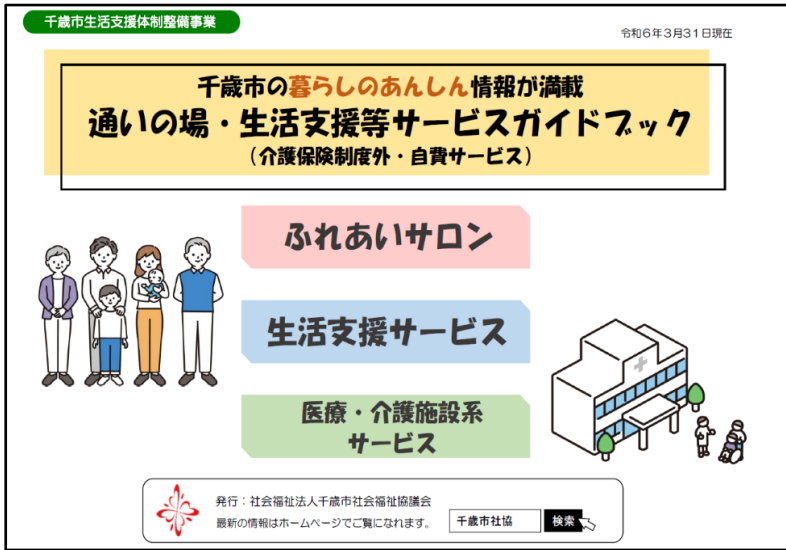 千歳市生活支援体制整備事業
令和6年3月31日現在
千歳市の暮らしのあんしん情報が満載
通いの場・生活支援等サービスガイドブック
(介護保険制度外・自費サービス)
ふれあいサロン
生活支援サービス
医療・介護施設系
サービス
発行:社会福祉法人千歳市社会福祉協議会
最新の情報はホームページでご覧になれます。
千歳市社協 検索